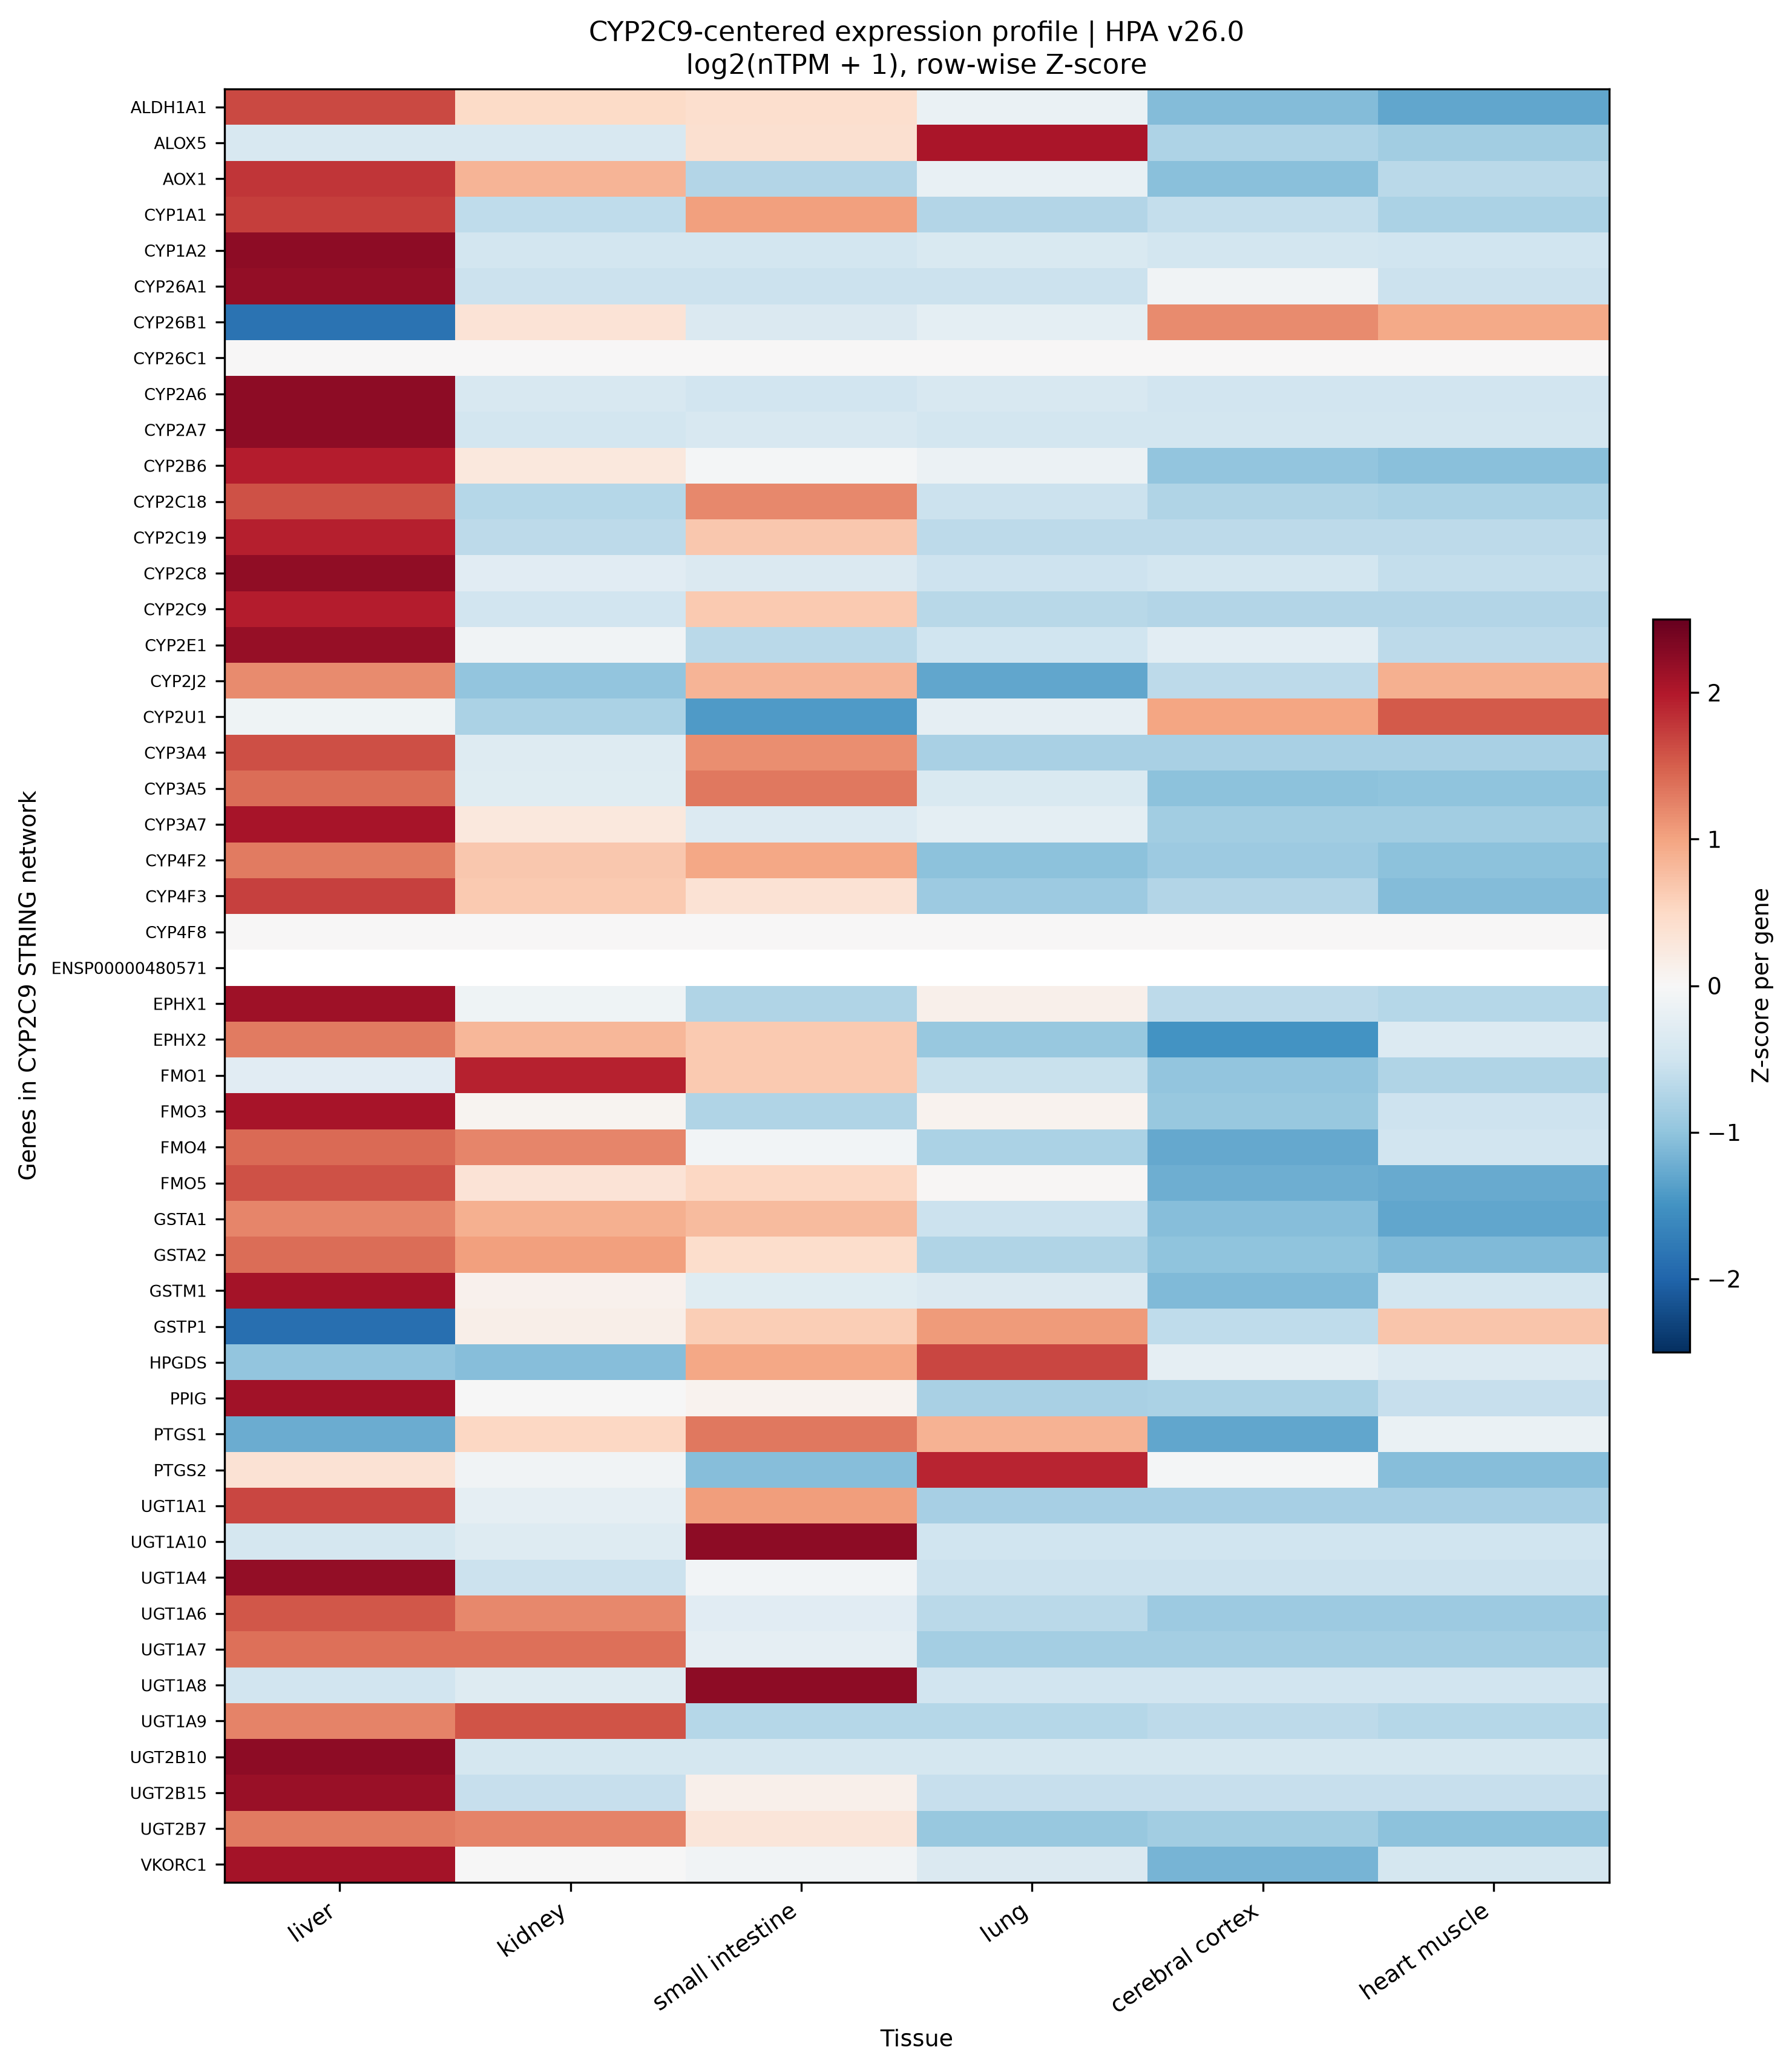 CYP2C9-centered expression profile | HPA v26.0
log2(nTPM + 1), row-wise Z-score
Genes in CYP2C9 STRING network
ALDH1A1
ALOX5
AOX1
CYP1A1
CYP1A2
CYP26A1
CYP26B1
CYP26C1
CYP2A6
CYP2A7
CYP2B6
CYP2C18
CYP2C19
CYP2C8
CYP2C9
CYP2E1
CYP2J2
CYP2U1
CYP3A4
CYP3A5
CYP3A7
CYP4F2
CYP4F3
CYP4F8
ENSP00000480571
EPHX1
EPHX2
FMO1
FMO3
FMO4
FMO5
GSTA1
GSTA2
GSTM1
GSTP1
HPGDS
PPIG
PTGS1
PTGS2
UGT1A1
UGT1A10
UGT1A4
UGT1A6
UGT1A7
UGT1A8
UGT1A9
UGT2B10
UGT2B15
UGT2B7
VKORC1
liver
kidney
small intestine
lung
cerebral cortex
heart muscle
Tissue
2
1
0
−1
−2
Z-score per gene